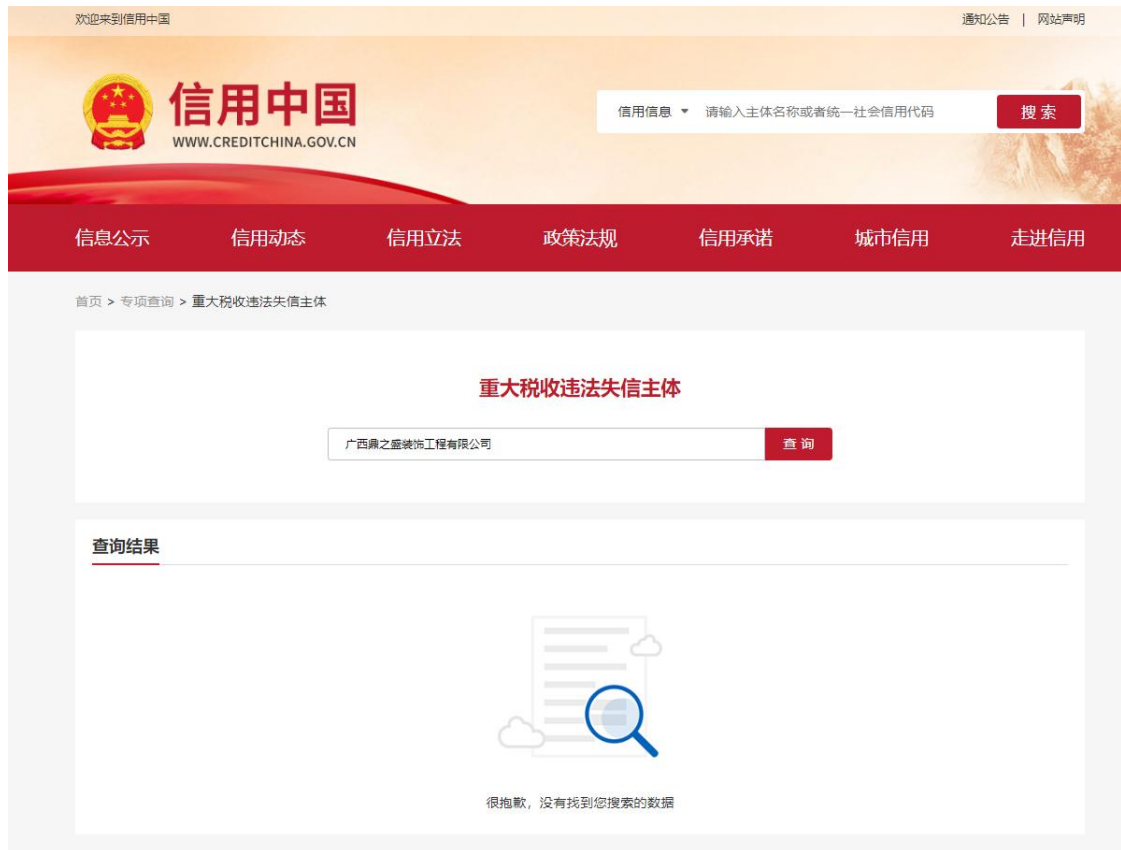 欢迎来到信用中国
通知公告 | 网站声明
信用中国
WWW.CREDITCHINA.GOV.CN
信用信息 请输入主体名称或者统一社会信用代码 搜索
信息公示 信用动态 信用立法 政策法规 信用承诺 城市信用 走进信用
首页 > 专项查询 > 重大税收违法失信主体
重大税收违法失信主体
广西鼎之盛装饰工程有限公司 查询
查询结果
很抱歉，没有找到您搜索的数据